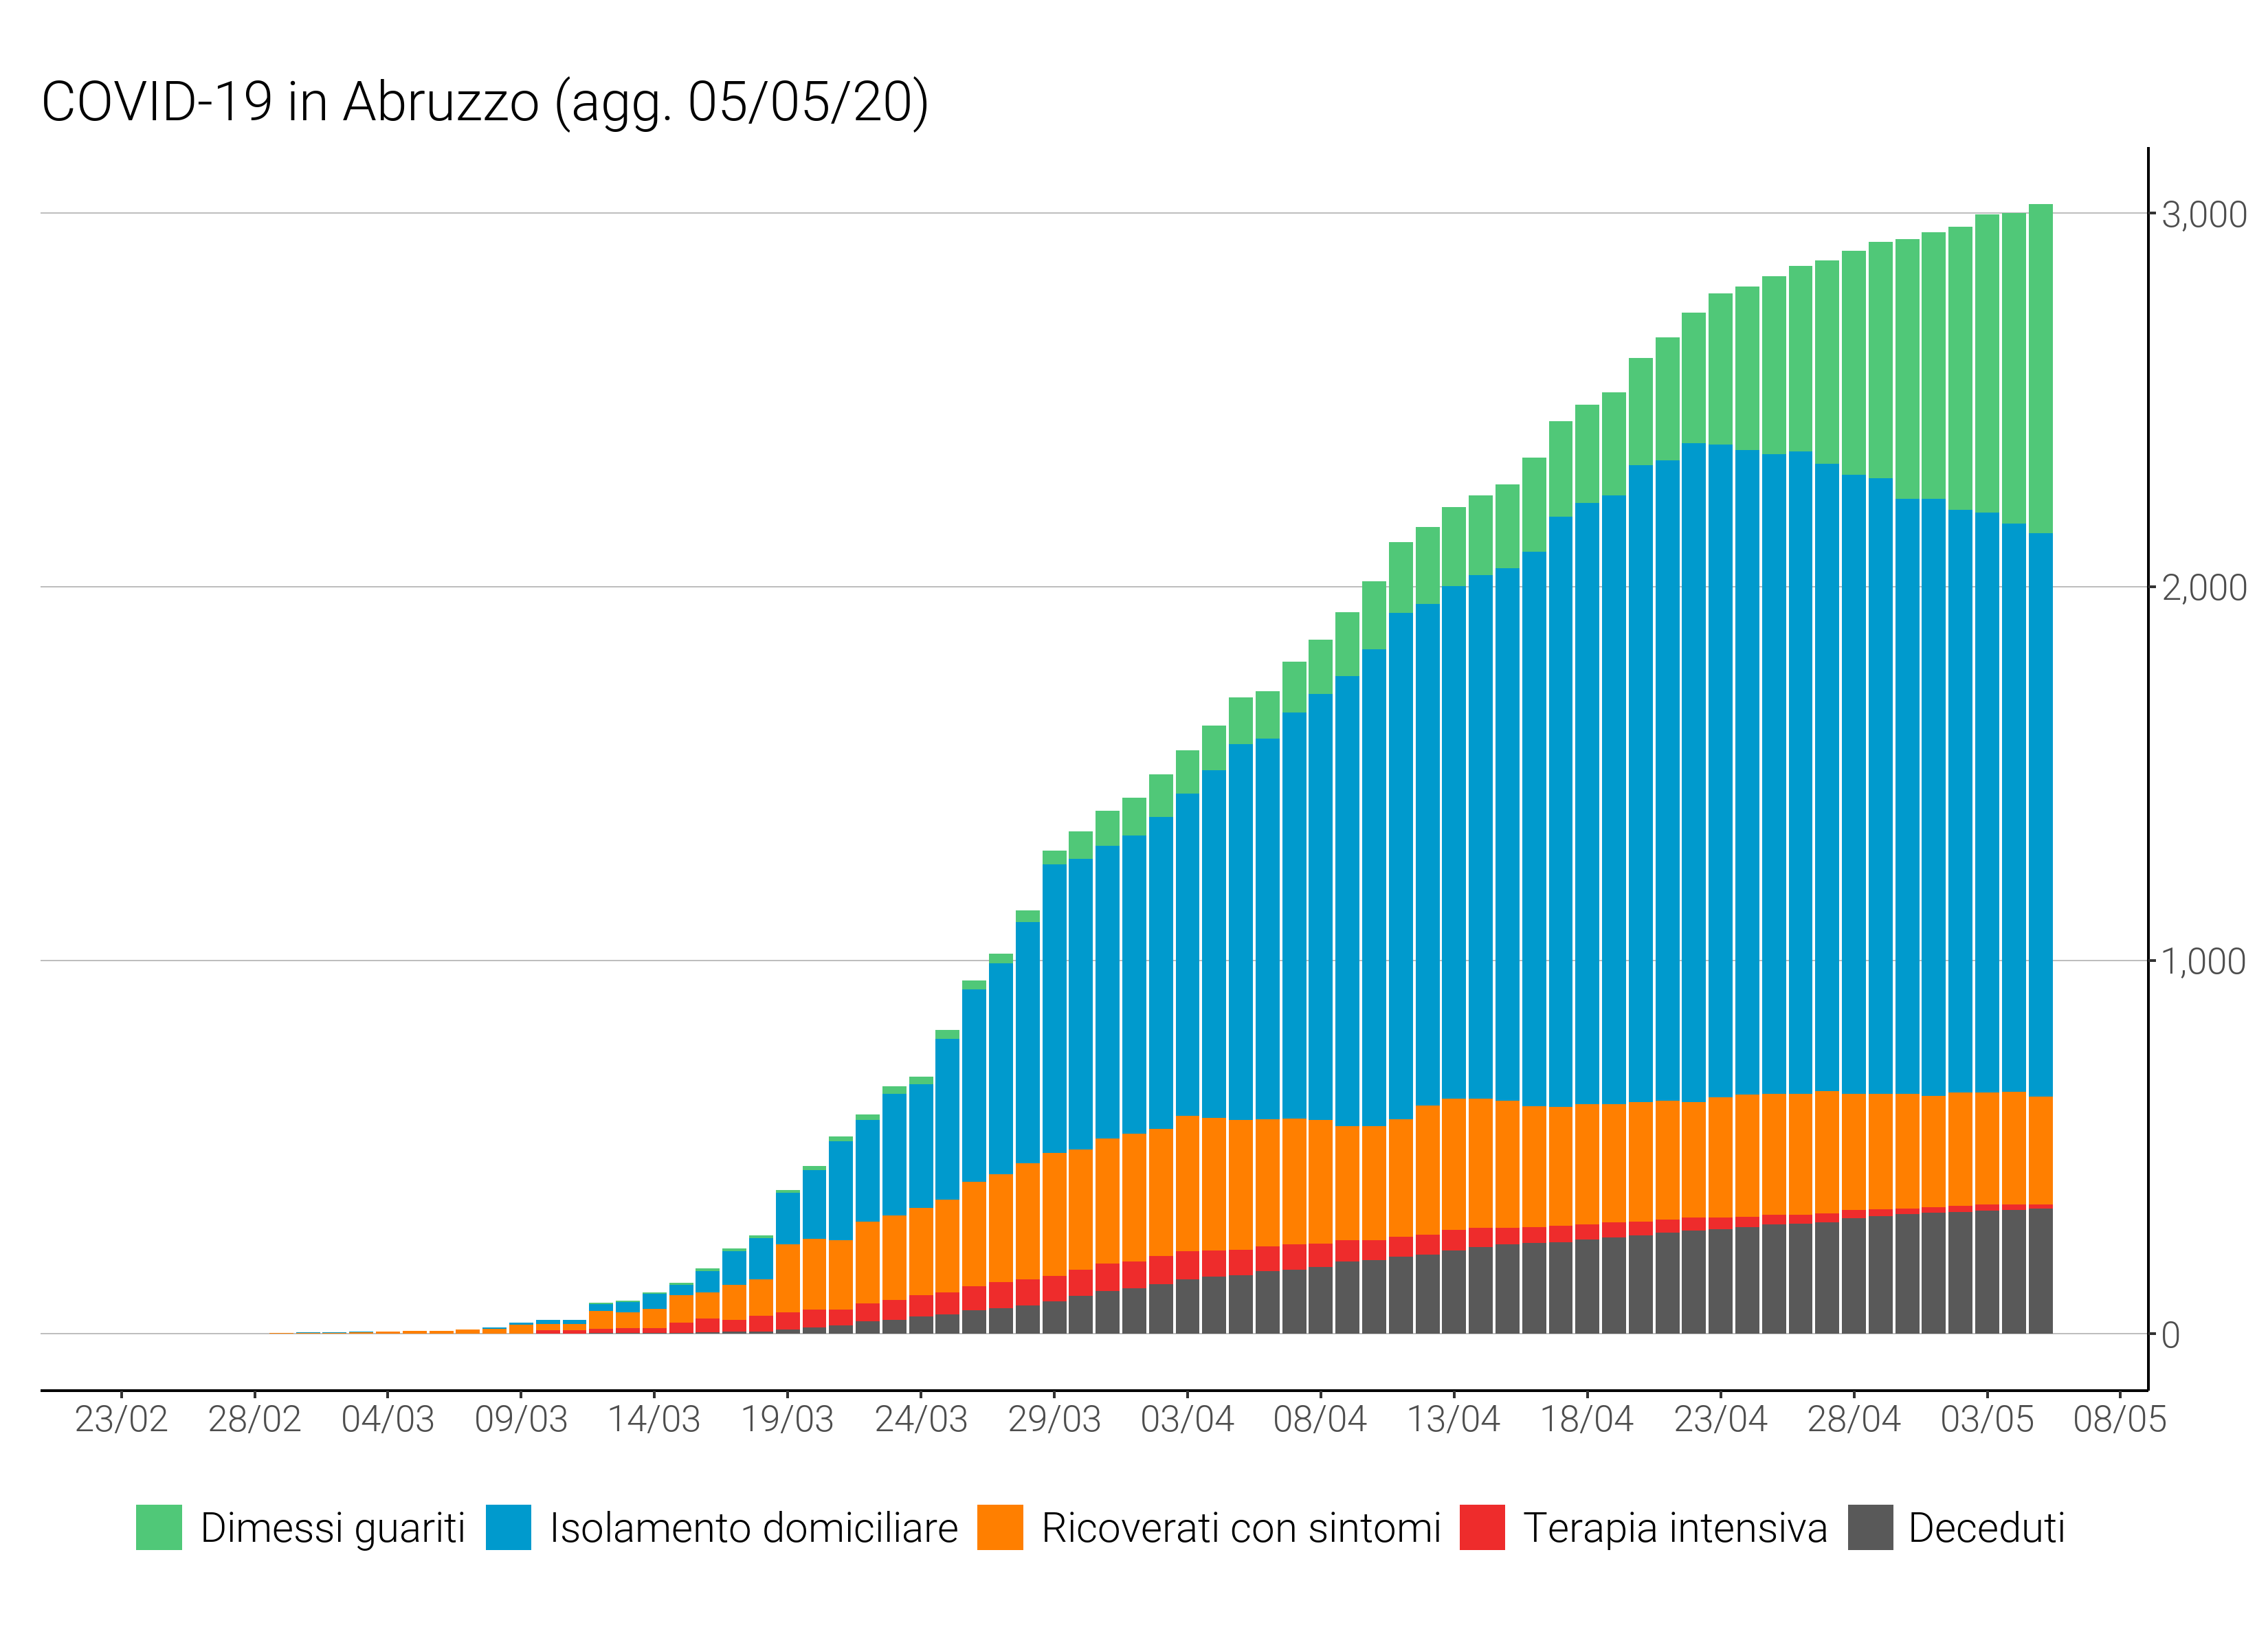 COVID-19 in Abruzzo (agg. 05/05/20)
3,000
2,000
1,000
0
23/02 28/02 04/03 09/03 14/03 19/03 24/03 29/03 03/04 08/04 13/04 18/04 23/04 28/04 03/05 08/05
Dimessi guariti Isolamento domiciliare Ricoverati con sintomi Terapia intensiva Deceduti